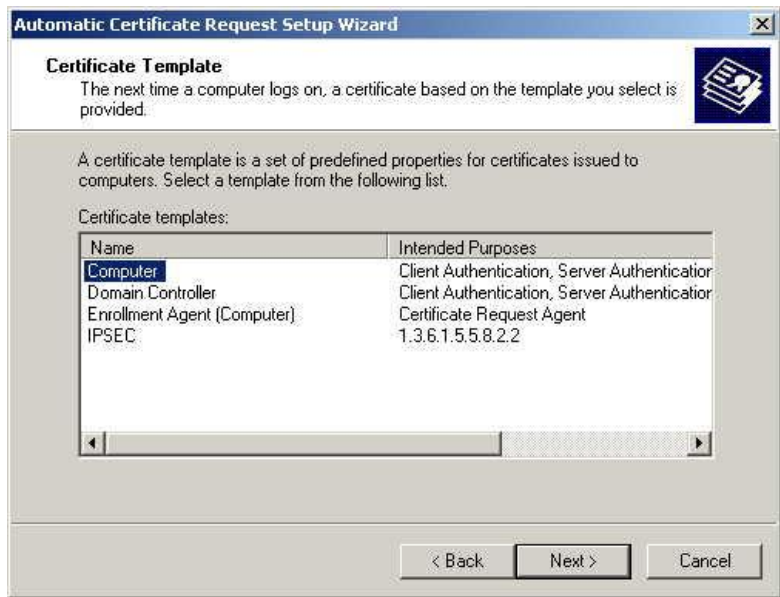 Automatic Certificate Request Setup Wizard
Certificate Template
The next time a computer logs on, a certificate based on the template you select is
provided.
A certificate template is a set of predefined properties for certificates issued to
computers. Select a template from the following list.
Certificate templates:
Name Intended Purposes
Computer Client Authentication, Server Authentication
Domain Controller Client Authentication, Server Authentication
Enrollment Agent (Computer) Certificate Request Agent
IPSEC 1.3.6.1.5.5.8.2.2
< Back Next > Cancel